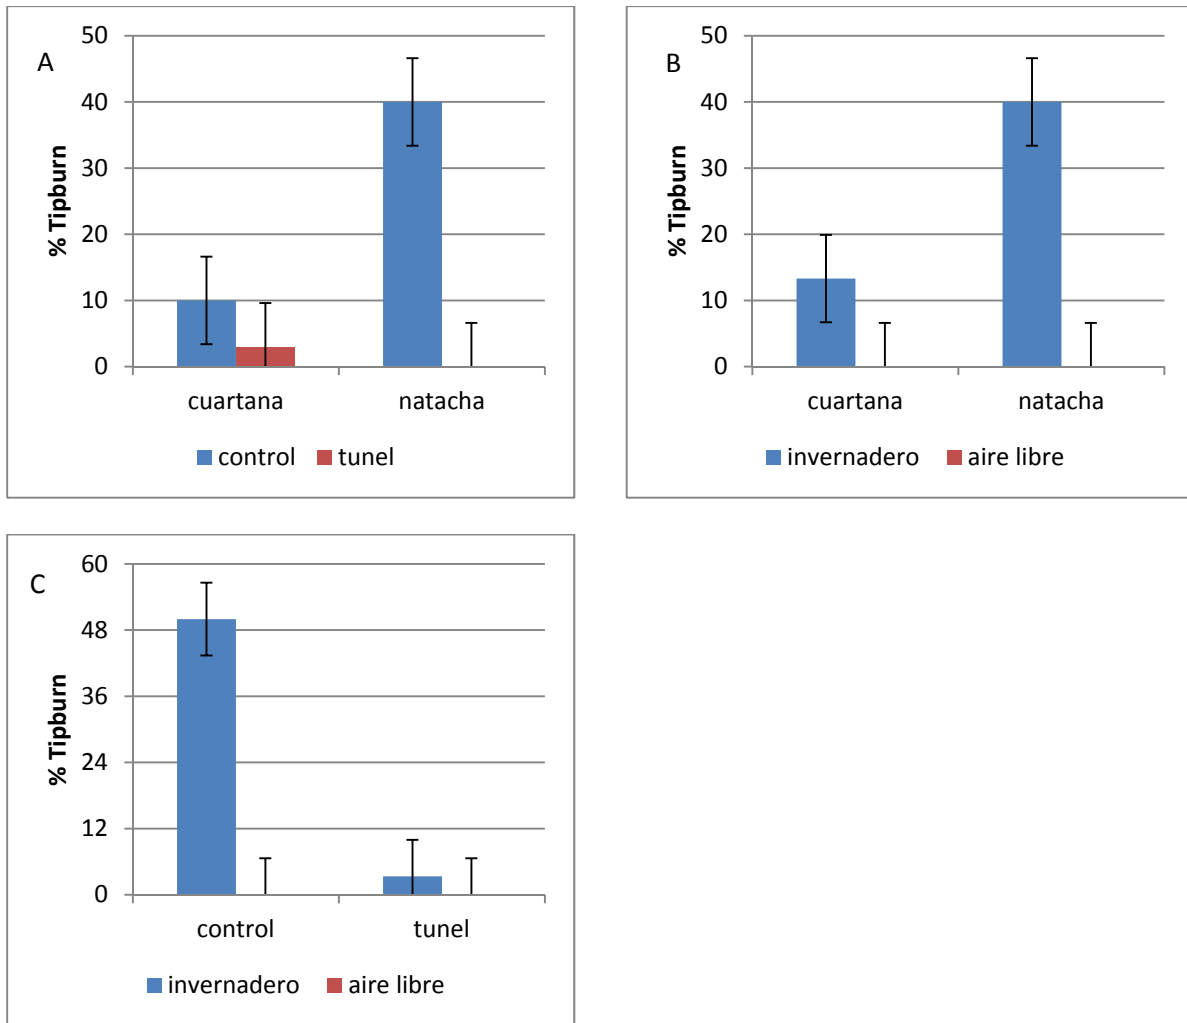 A
% Tipburn
50
40
30
20
10
0
cuartana natacha
control tunel
B
% Tipburn
50
40
30
20
10
0
cuartana natacha
invernadero aire libre
C
% Tipburn
60
48
36
24
12
0
control tunel
invernadero aire libre